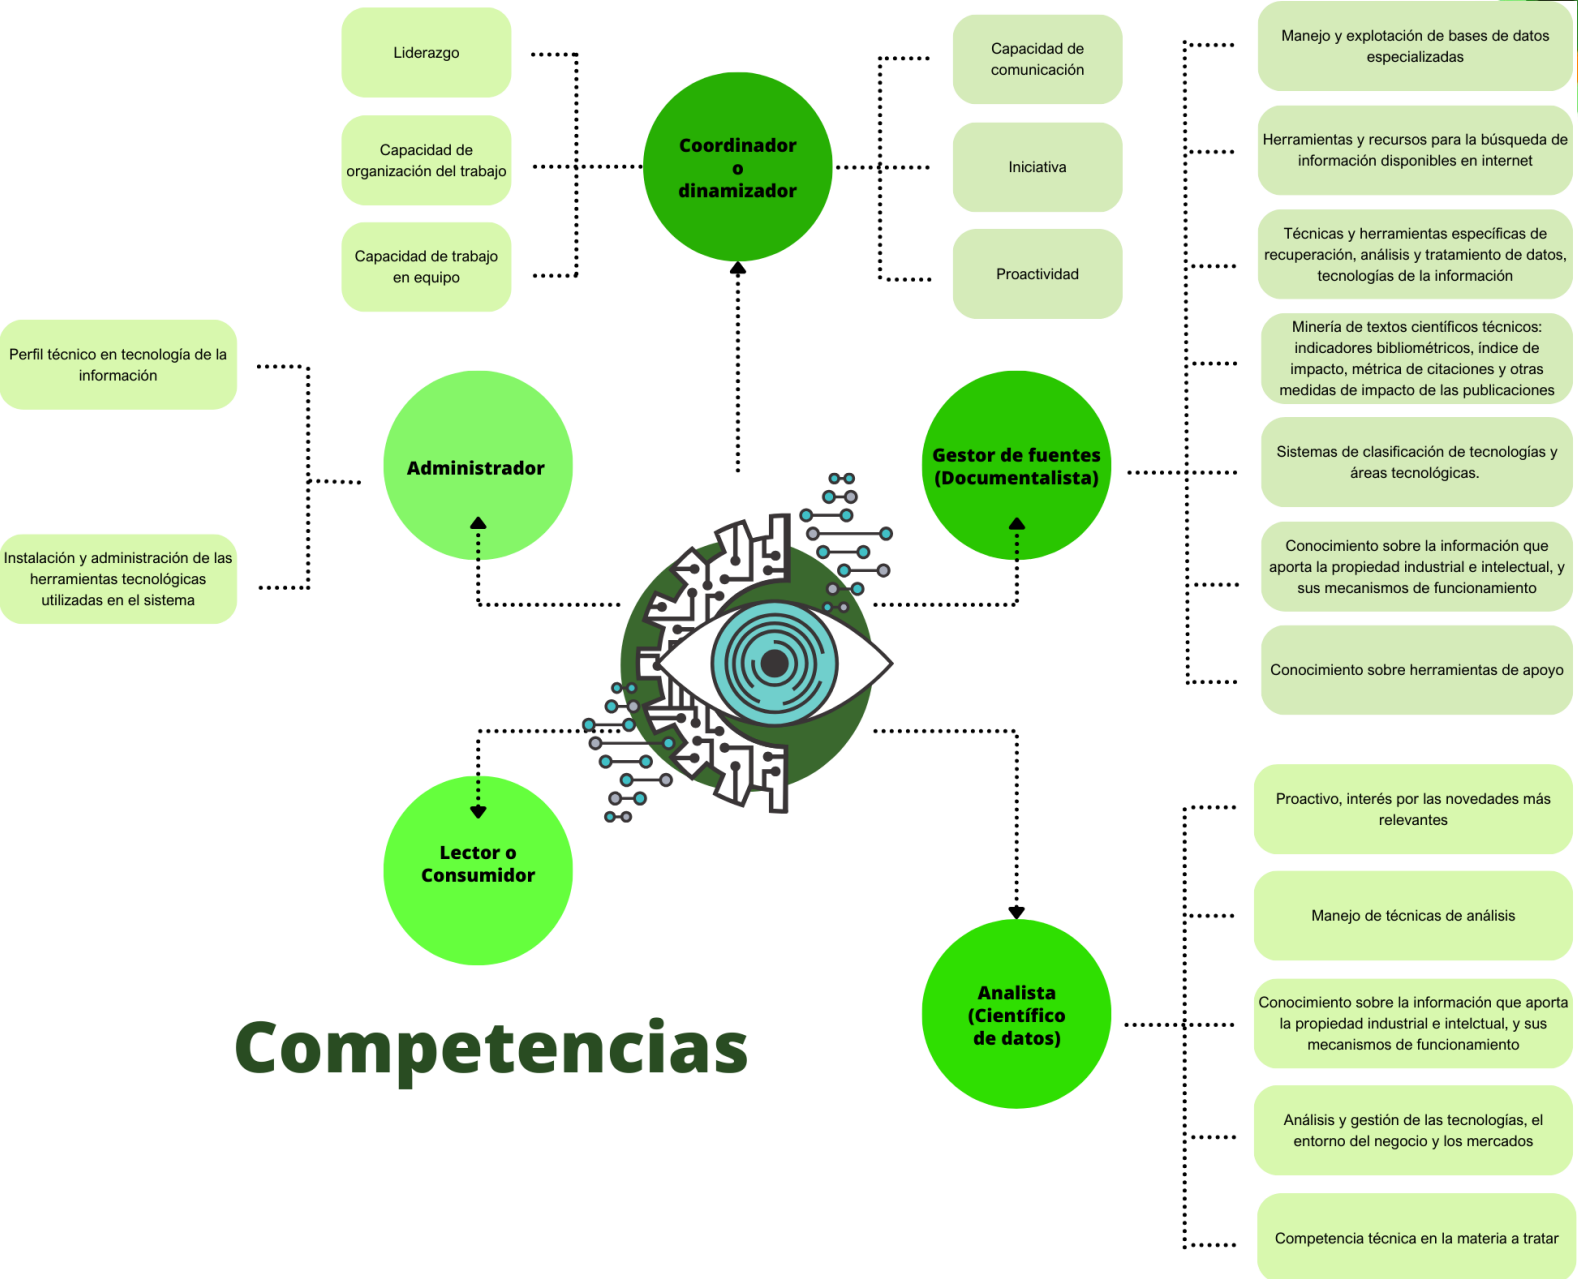 Liderazgo
Capacidad de
organización del trabajo
Capacidad de trabajo
en equipo
Coordinador
o
dinamizador
Capacidad de
comunicación
Iniciativa
Proactividad
Manejo y explotación de bases de datos
especializadas
Herramientas y recursos para la búsqueda de
información disponibles en internet
Técnicas y herramientas específicas de
recuperación, análisis y tratamiento de datos,
tecnologías de la información
Minería de textos científicos técnicos:
indicadores bibliométricos, índice de
impacto, métrica de citaciones y otras
medidas de impacto de las publicaciones
Sistemas de clasificación de tecnologías y
áreas tecnológicas.
Conocimiento sobre la información que
aporta la propiedad industrial e intelectual, y
sus mecanismos de funcionamiento
Conocimiento sobre herramientas de apoyo
Gestor de fuentes
(Documentalista)
Perfil técnico en tecnología de la
información
Instalación y administración de las
herramientas tecnológicas
utilizadas en el sistema
Administrador
Lector o
Consumidor
Analista
(Científico
de datos)
Proactivo, interés por las novedades más
relevantes
Manejo de técnicas de análisis
Conocimiento sobre la información que aporta
la propiedad industrial e intelctual, y sus
mecanismos de funcionamiento
Análisis y gestión de las tecnologías, el
entorno del negocio y los mercados
Competencia técnica en la materia a tratar
Competencias